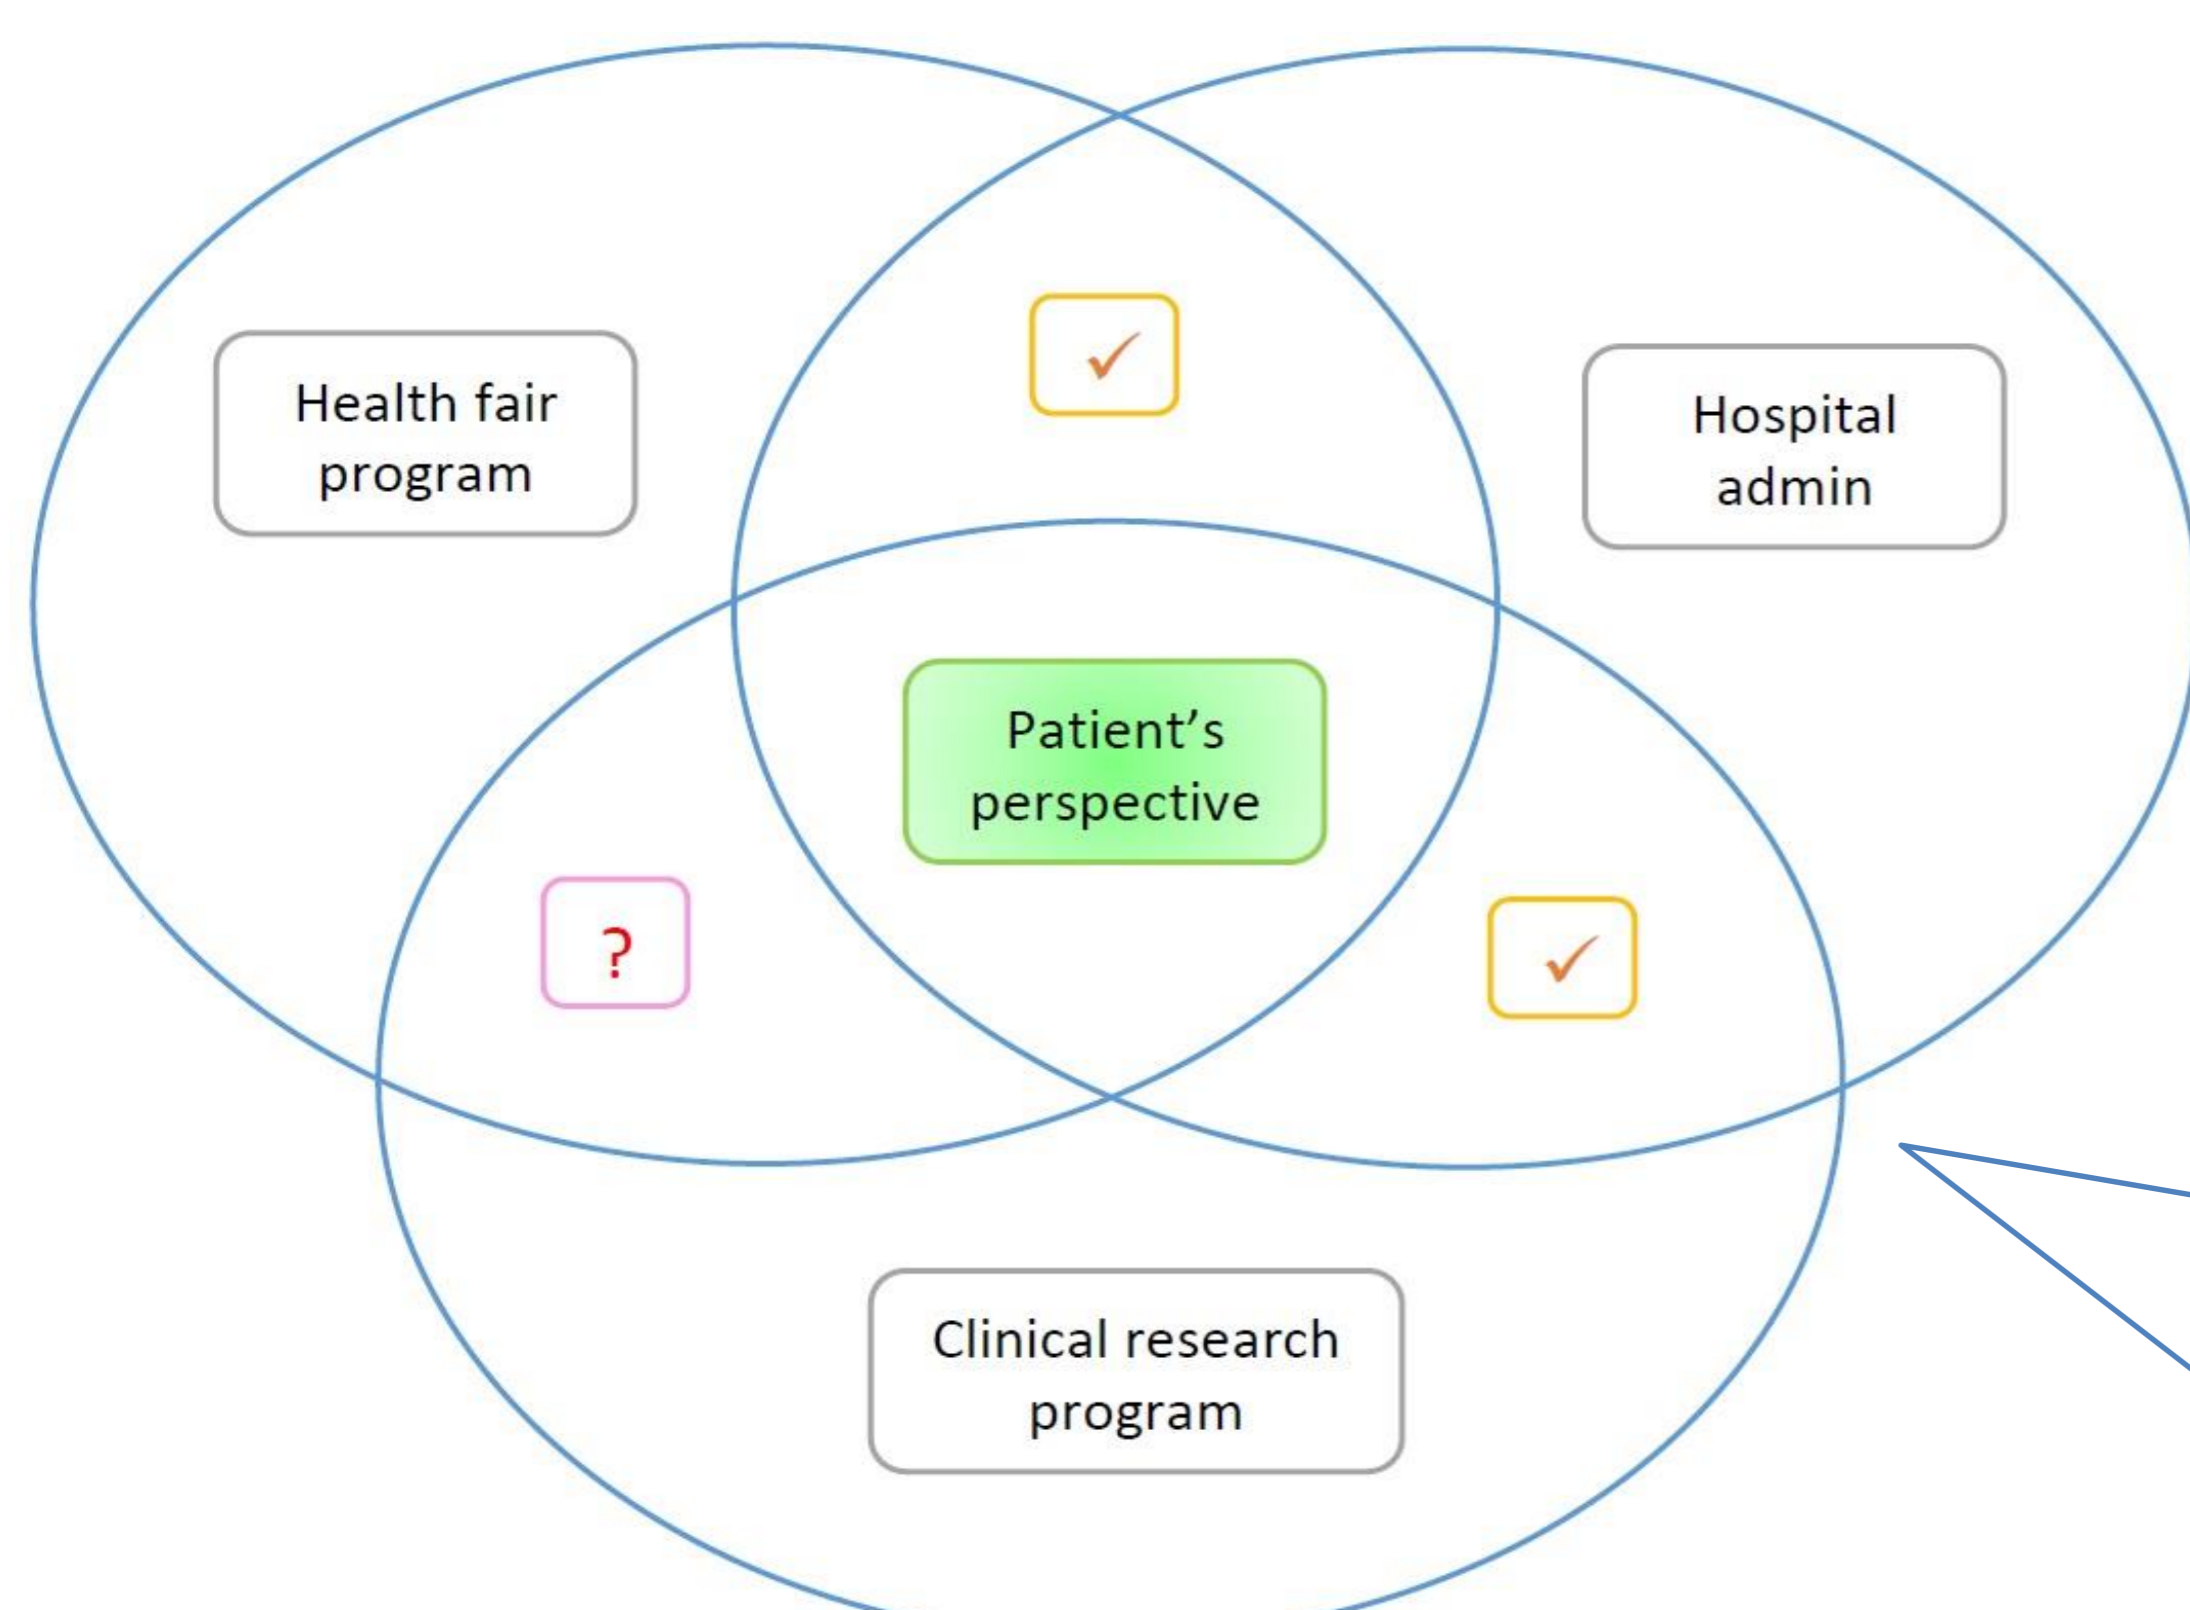 Health fair
program
✓
Hospital
admin
Patient’s
perspective
?
✓
Clinical research
program